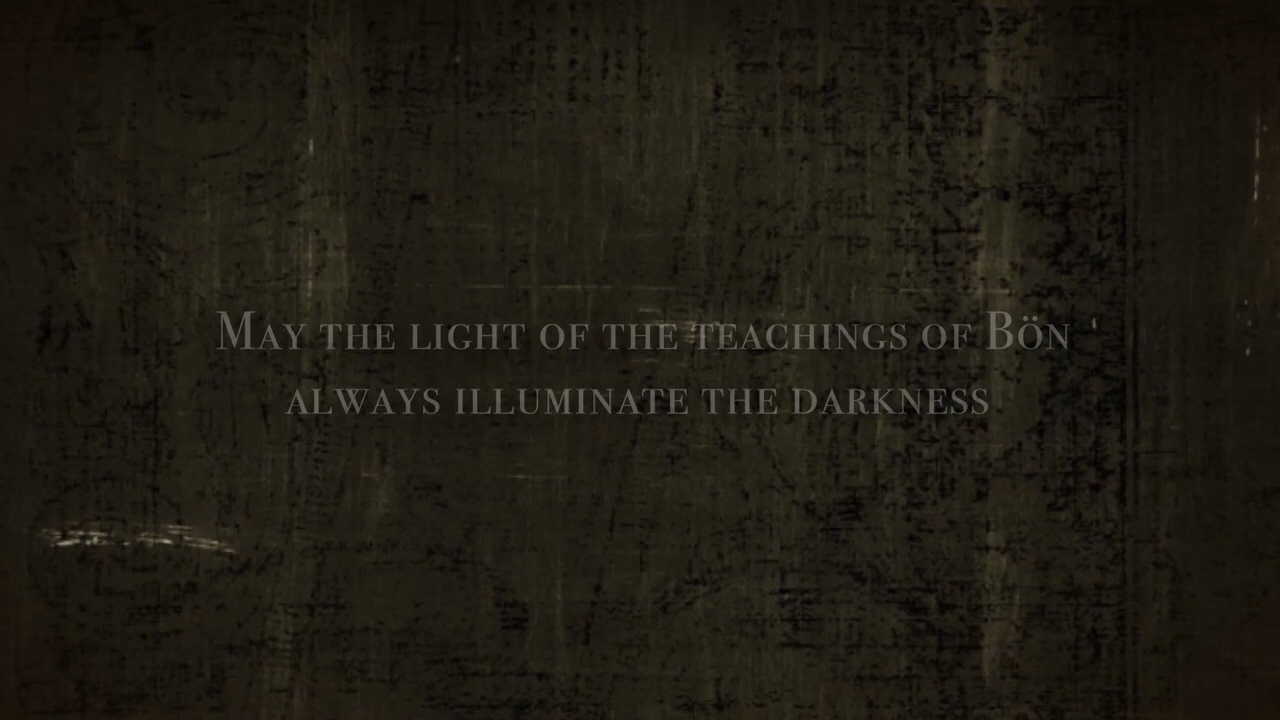 May the light of the teachings of Bön
always illuminate the darkness